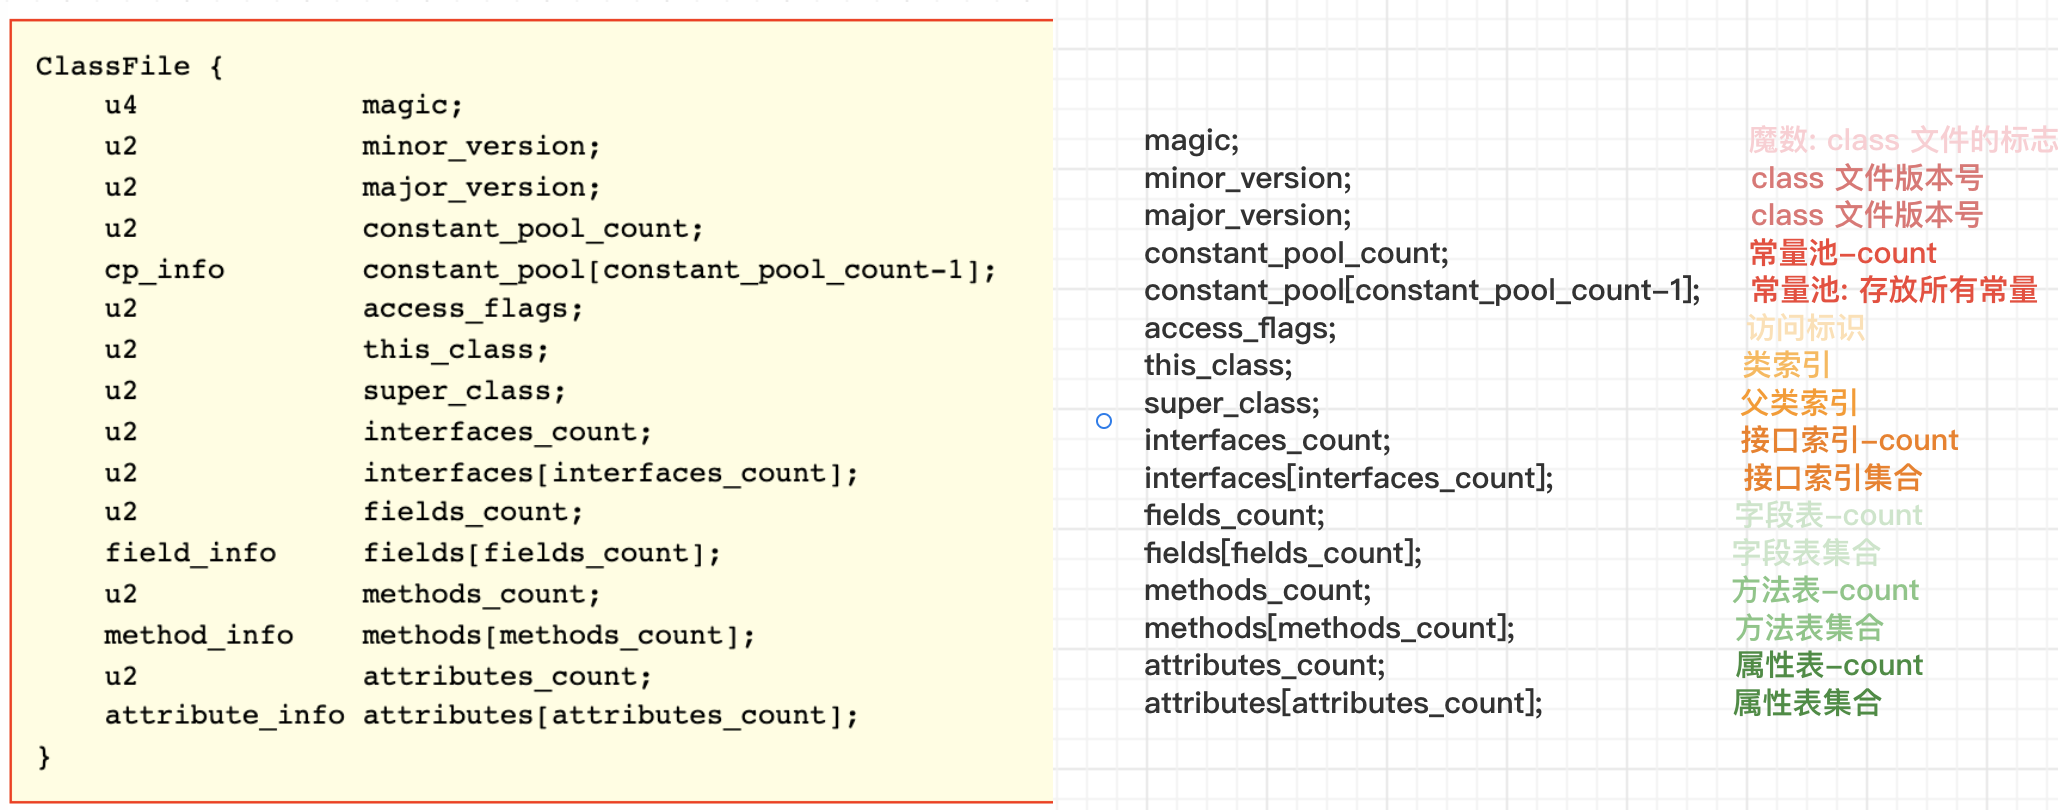 ClassFile {
u4 magic;
u2 minor_version;
u2 major_version;
u2 constant_pool_count;
cp_info constant_pool[constant_pool_count-1];
u2 access_flags;
u2 this_class;
u2 super_class;
u2 interfaces_count;
u2 interfaces[interfaces_count];
u2 fields_count;
field_info fields[fields_count];
u2 methods_count;
method_info methods[methods_count];
u2 attributes_count;
attribute_info attributes[attributes_count];
}
magic; 魔数: class 文件的标志
minor_version; class 文件版本号
major_version; class 文件版本号
constant_pool_count; 常量池-count
constant_pool[constant_pool_count-1]; 常量池: 存放所有常量
access_flags; 访问标识
this_class; 类索引
super_class; 父类索引
interfaces_count; 接口索引-count
interfaces[interfaces_count]; 接口索引集合
fields_count; 字段表-count
fields[fields_count]; 字段表集合
methods_count; 方法表-count
methods[methods_count]; 方法表集合
attributes_count; 属性表-count
attributes[attributes_count]; 属性表集合